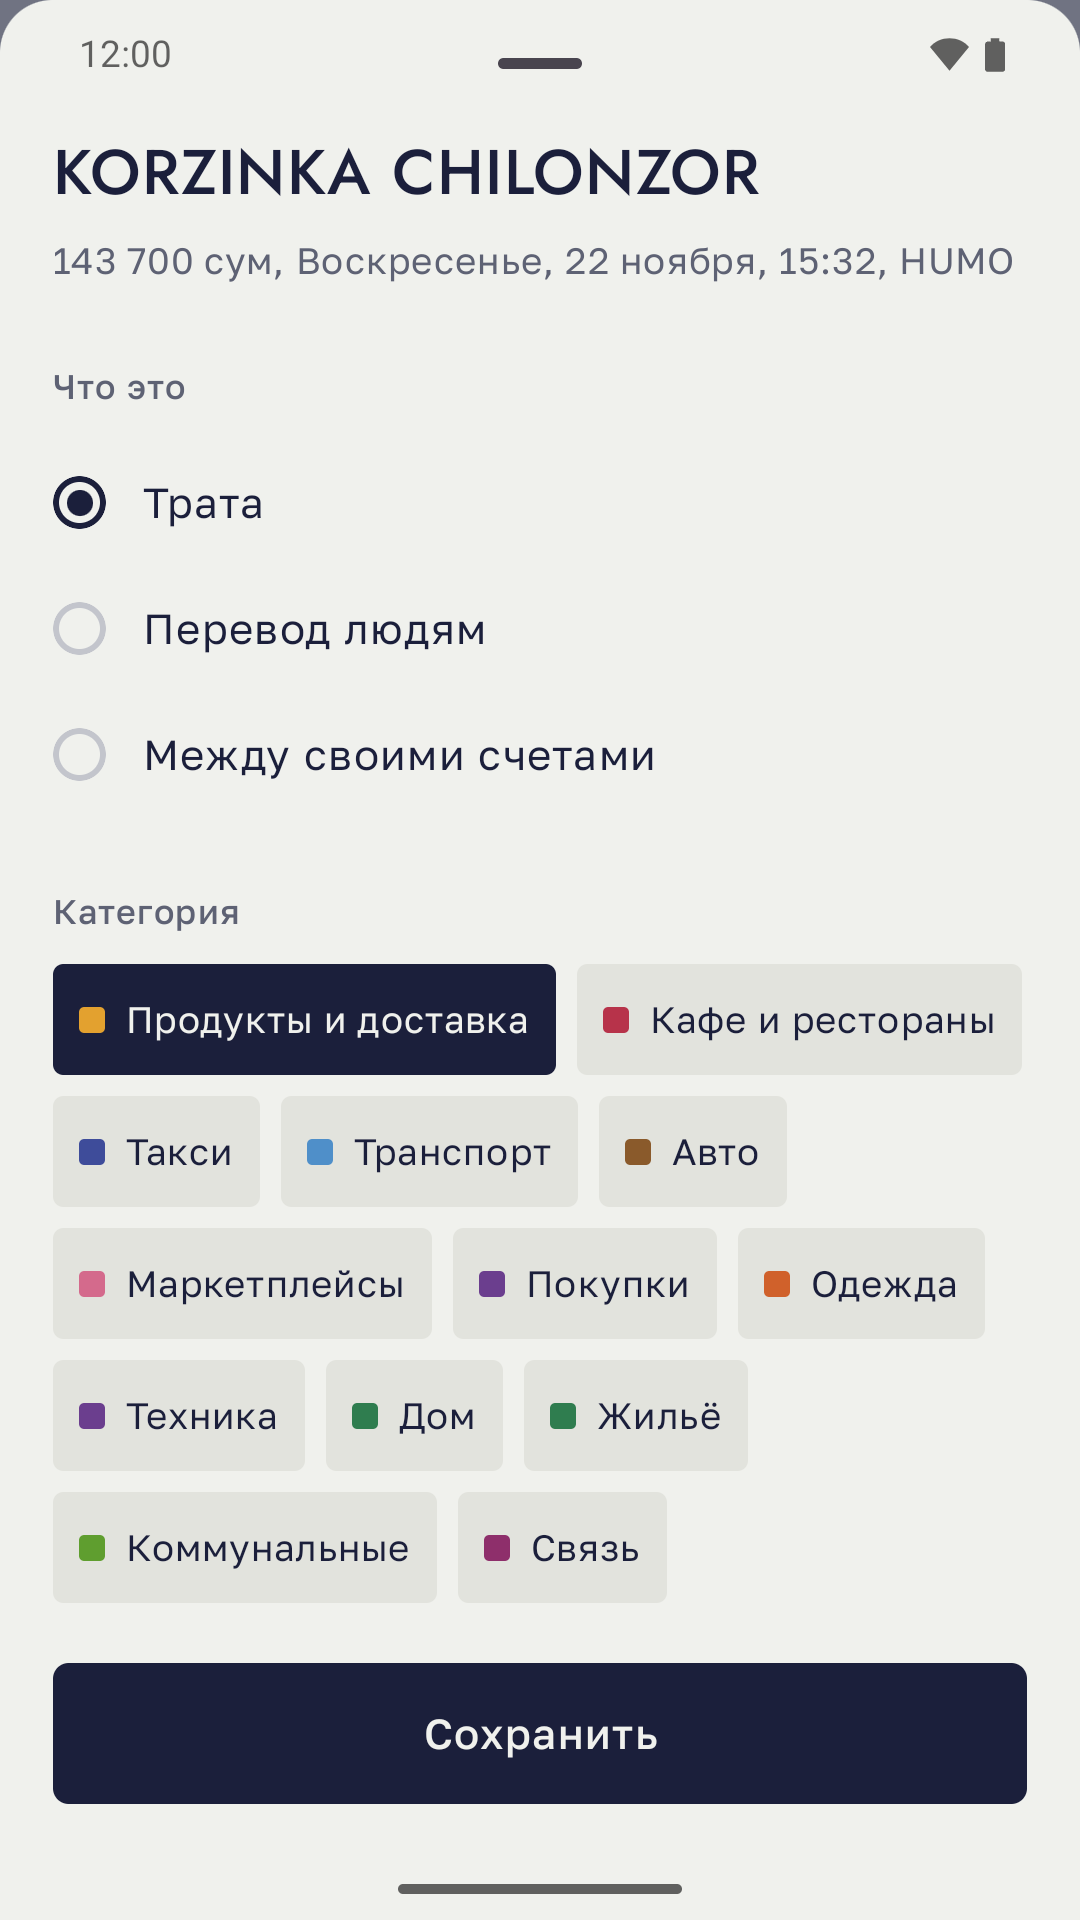 12:00
KORZINKA CHILONZOR
143 700 сум, Воскресенье, 22 ноября, 15:32, HUMO
Что это
Трата
Перевод людям
Между своими счетами
Категория
Продукты и доставка Кафе и рестораны
Такси Транспорт Авто
Маркетплейсы Покупки Одежда
Техника Дом Жильё
Коммунальные Связь
Сохранить